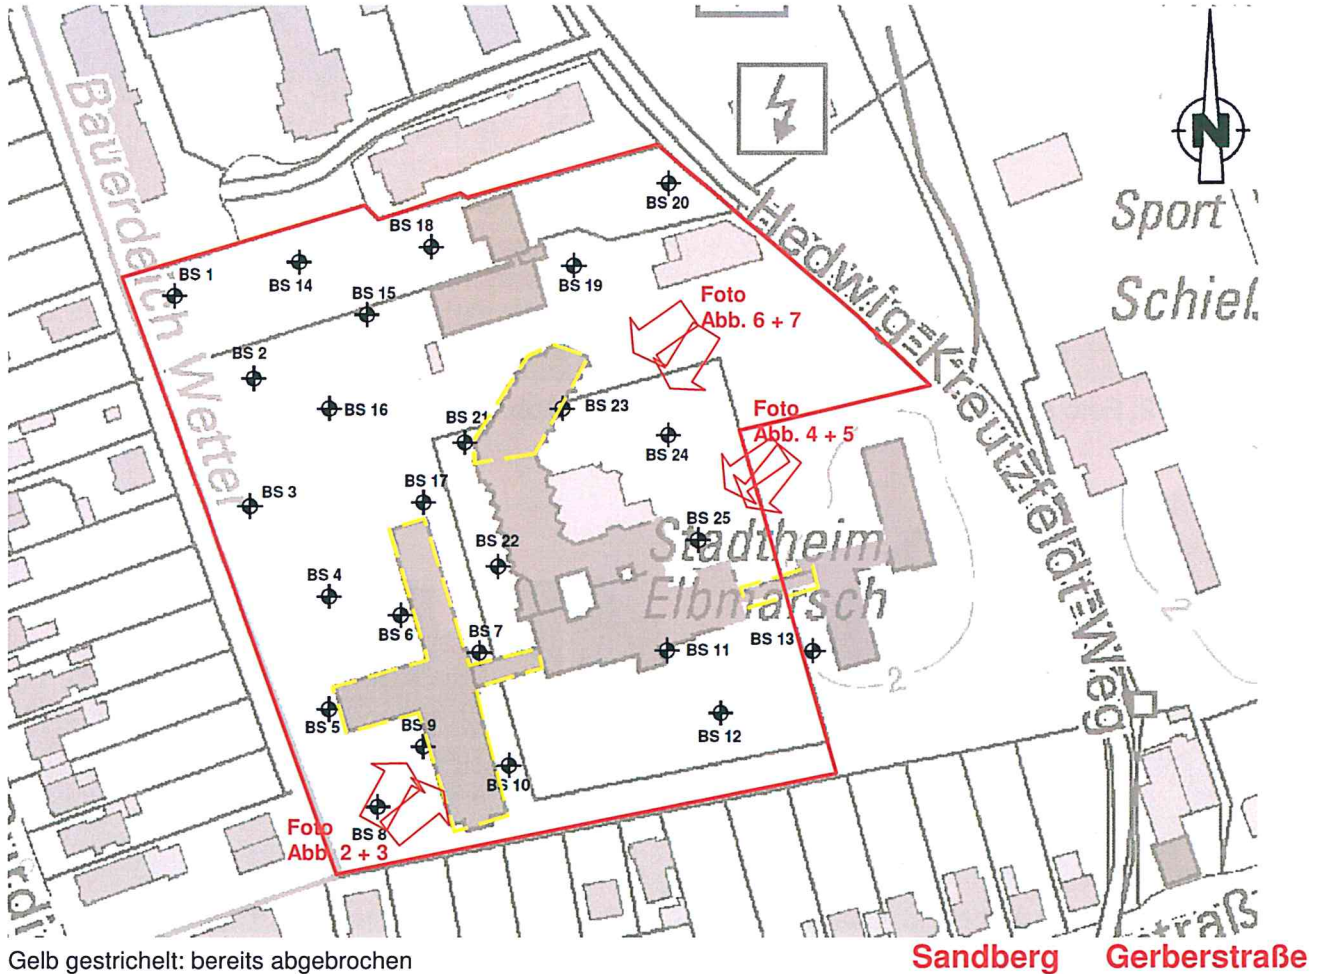 N
Sport
Schieß
Bauerdeich Wetter
Hedwig-Kreutzfeldt-Weg
BS 20
BS 18
BS 1
BS 14
BS 19
BS 15
Foto
Abb. 6 + 7
BS 2
BS 16
BS 21
BS 23
Foto
Abb. 4 + 5
BS 24
BS 17
BS 3
BS 25
Stadtheim
Elbmarsch
BS 22
BS 4
BS 6
BS 7
BS 11
BS 13
2
2
BS 5
BS 9
BS 12
BS 10
BS 8
Foto
Abb. 2 + 3
straß
Gelb gestrichelt: bereits abgebrochen
Sandberg
Gerberstraße